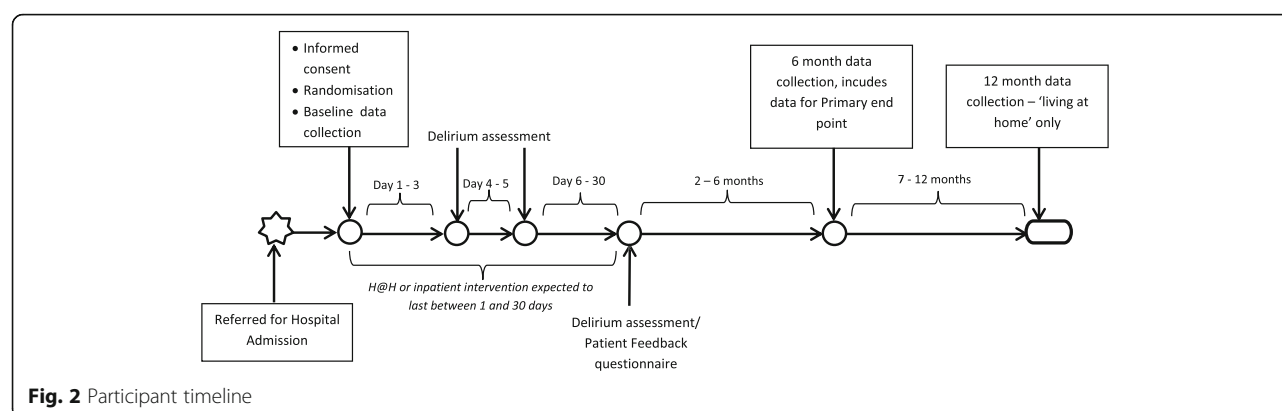 • Informed
consent
• Randomisation
• Baseline data
collection
6 month data
collection, incudes
data for Primary end
point
12 month data
collection – ‘living at
home’ only
Delirium assessment
Day 1 - 3
Day 4 - 5
Day 6 - 30
2 – 6 months
7 - 12 months
H@H or inpatient intervention expected to
last between 1 and 30 days
Referred for Hospital
Admission
Delirium assessment/
Patient Feedback
questionnaire
Fig. 2 Participant timeline